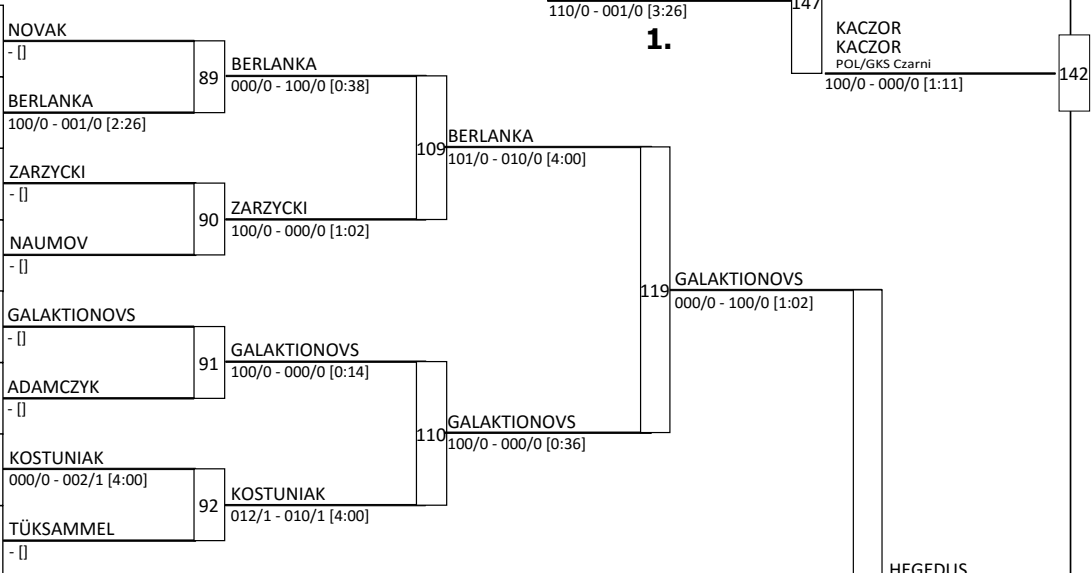 110/0 - 001/0 [3:26]
147
1.
KACZOR
KACZOR
POL/GKS Czarni
100/0 - 000/0 [1:11]
142
NOVAK
- []
89
BERLANKA
000/0 - 100/0 [0:38]
BERLANKA
100/0 - 001/0 [2:26]
109
BERLANKA
101/0 - 010/0 [4:00]
ZARZYCKI
- []
90
ZARZYCKI
100/0 - 000/0 [1:02]
NAUMOV
- []
119
GALAKTIONOVS
000/0 - 100/0 [1:02]
GALAKTIONOVS
- []
91
GALAKTIONOVS
100/0 - 000/0 [0:14]
ADAMCZYK
- []
110
GALAKTIONOVS
100/0 - 000/0 [0:36]
KOSTUNIAK
000/0 - 002/1 [4:00]
92
KOSTUNIAK
012/1 - 010/1 [4:00]
TÜKSAMMEL
- []
HEGEDUS